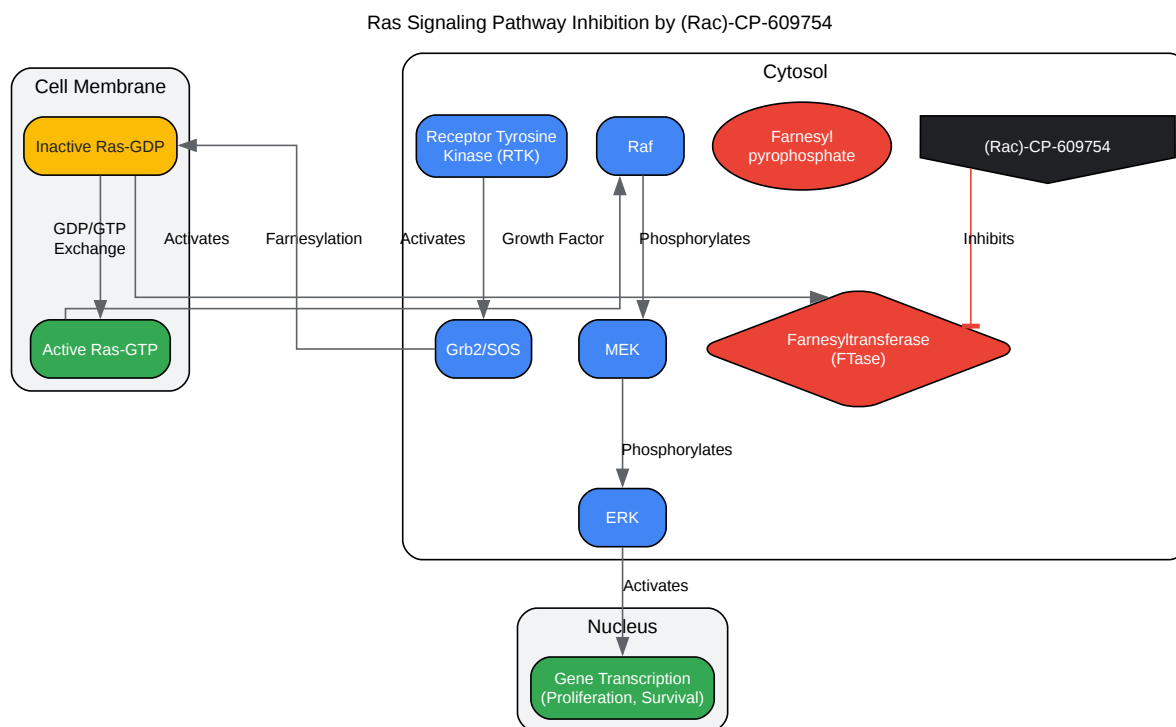 Ras Signaling Pathway Inhibition by (Rac)-CP-609754
Cell Membrane
Cytosol
Inactive Ras-GDP
Receptor Tyrosine
Kinase (RTK)
Raf
Farnesyl
pyrophosphate
(Rac)-CP-609754
GDP/GTP
Exchange
Activates
Farnesylation
Activates
Growth Factor
Phosphorylates
Inhibits
Active Ras-GTP
Grb2/SOS
MEK
Farnesyltransferase
(FTase)
Phosphorylates
ERK
Activates
Nucleus
Gene Transcription
(Proliferation, Survival)